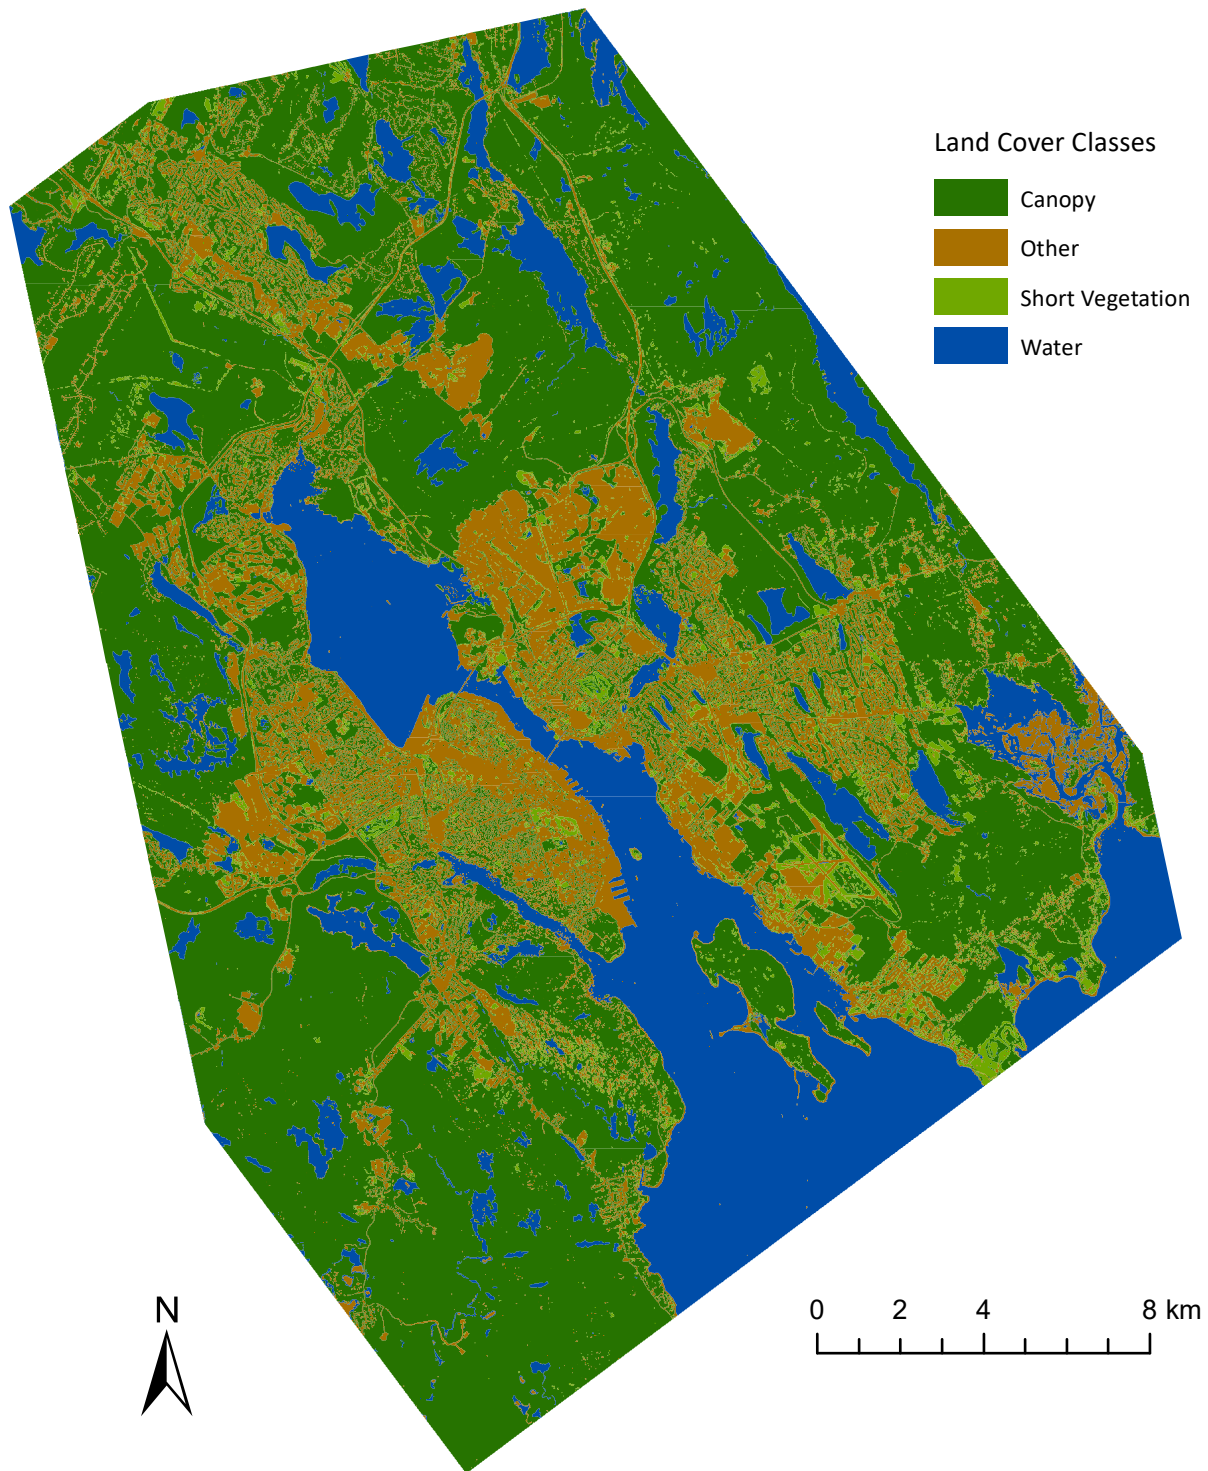 Land Cover Classes
Canopy
Other
Short Vegetation
Water
N
0 2 4 8 km